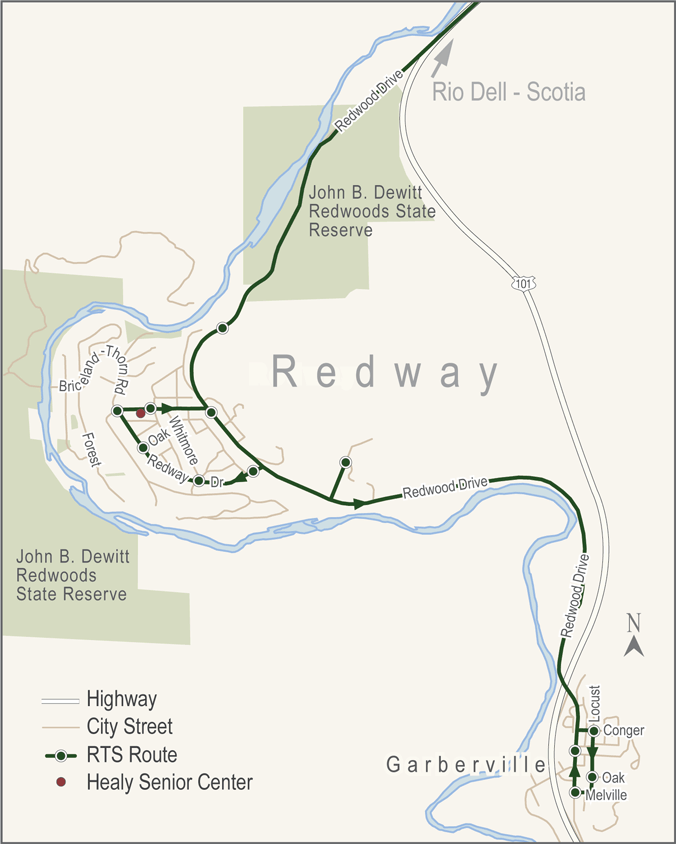 Rio Dell - Scotia
Redwood Drive
John B. Dewitt
Redwoods State
Reserve
101
Redway
Briceland-Thorn Rd
Oak
Whitmore
Forest
Redway Dr
Redwood Drive
John B. Dewitt
Redwoods
State Reserve
Redwood Drive
N
Highway
City Street
RTS Route
Healy Senior Center
Locust
Conger
Garberville
Oak
Melville